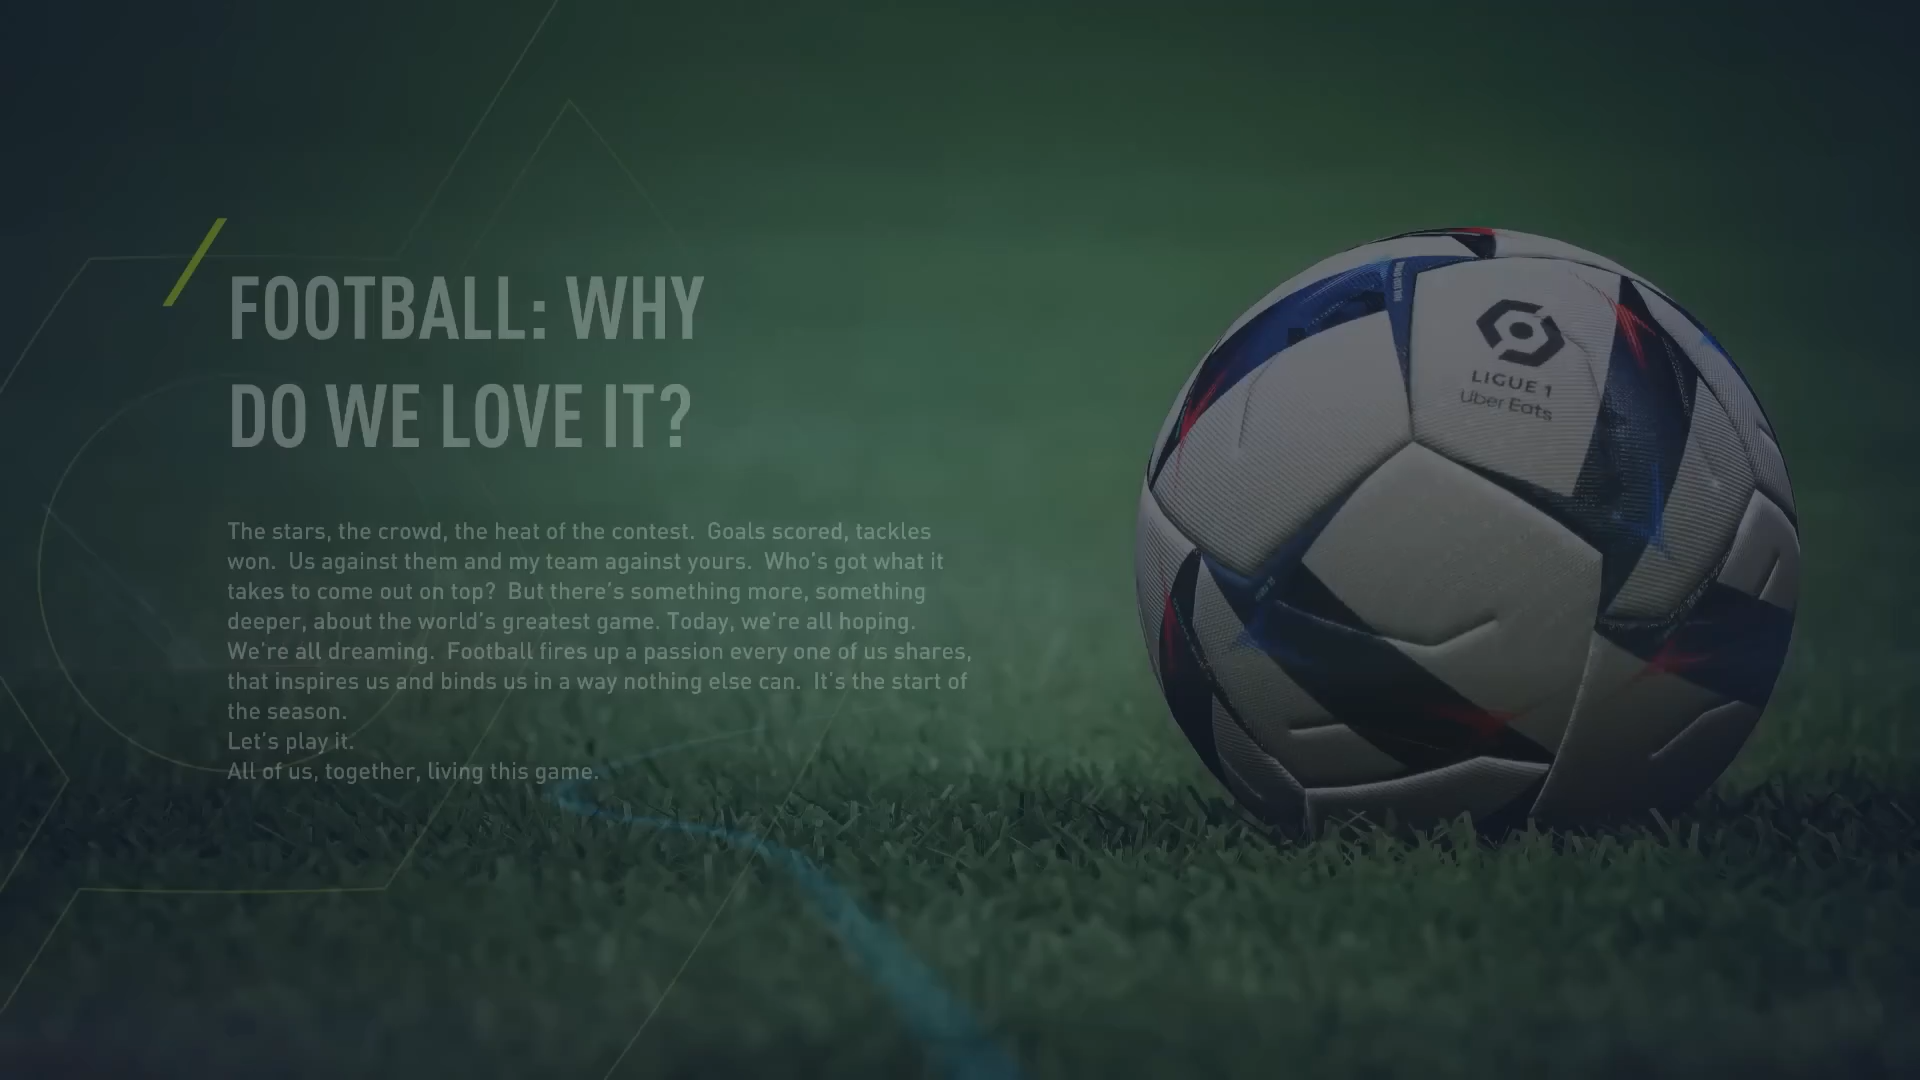 FOOTBALL: WHY
DO WE LOVE IT?
The stars, the crowd, the heat of the contest.  Goals scored, tackles
won.  Us against them and my team against yours.  Who's got what it
takes to come out on top?  But there's something more, something
deeper, about the world's greatest game. Today, we're all hoping.
We're all dreaming.  Football fires up a passion every one of us shares,
that inspires us and binds us in a way nothing else can.  It's the start of
the season.
Let's play it.
All of us, together, living this game.
LIGUE 1
Uber Eats